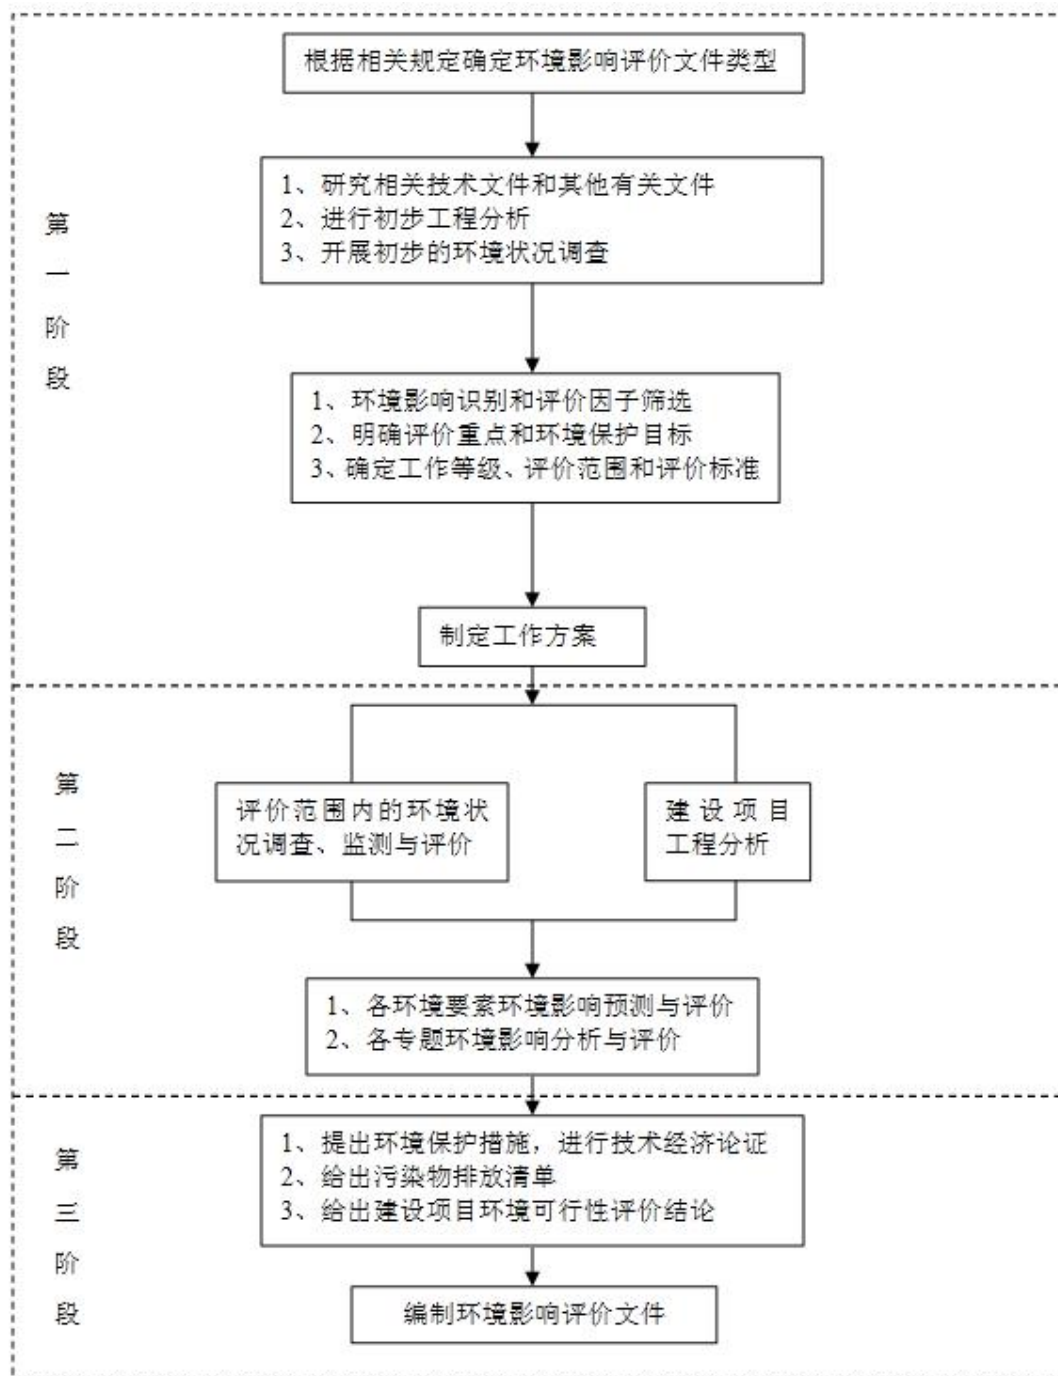 根据相关规定确定环境影响评价文件类型
1、研究相关技术文件和其他有关文件
2、进行初步工程分析
3、开展初步的环境状况调查
第
一
阶
段
1、环境影响识别和评价因子筛选
2、明确评价重点和环境保护目标
3、确定工作等级、评价范围和评价标准
制定工作方案
第
二
阶
段
评价范围内的环境状
况调查、监测与评价
建设项目
工程分析
1、各环境要素环境影响预测与评价
2、各专题环境影响分析与评价
第
三
阶
段
1、提出环境保护措施，进行技术经济论证
2、给出污染物排放清单
3、给出建设项目环境可行性评价结论
编制环境影响评价文件